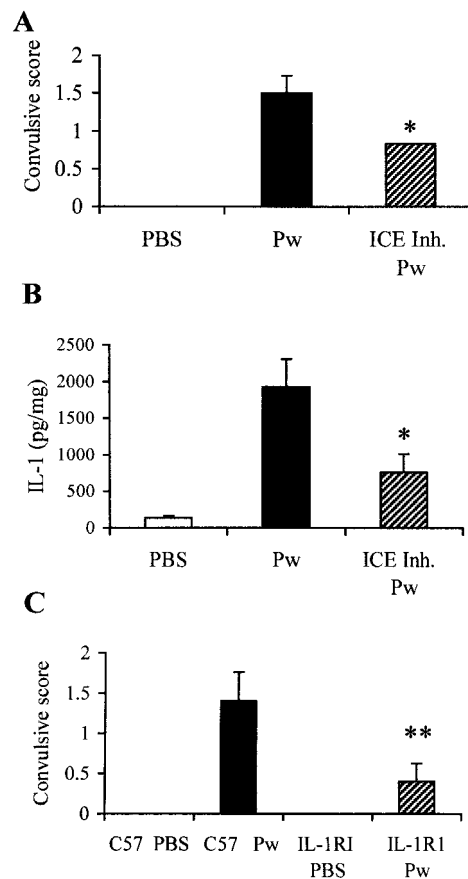 A
Convulsive score
2
1.5
1
0.5
0
*
PBS
Pw
ICE Inh.
Pw
B
IL-1 (pg/mg)
2500
2000
1500
1000
500
0
*
PBS
Pw
ICE Inh.
Pw
C
Convulsive score
2
1.5
1
0.5
0
**
C57 PBS
C57 Pw
IL-1RI
PBS
IL-1R1
Pw